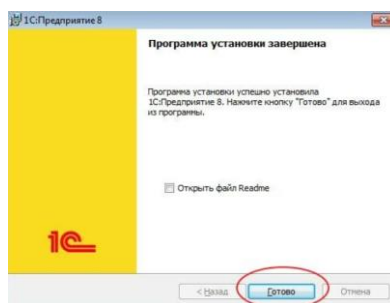 1С:Предприятие 8
Программа установки завершена
Программа установки успешно установила
1С:Предприятие 8. Нажмите кнопку "Готово" для выхода
из программы.
Открыть файл Readme
1С
< Назад Готово Отмена